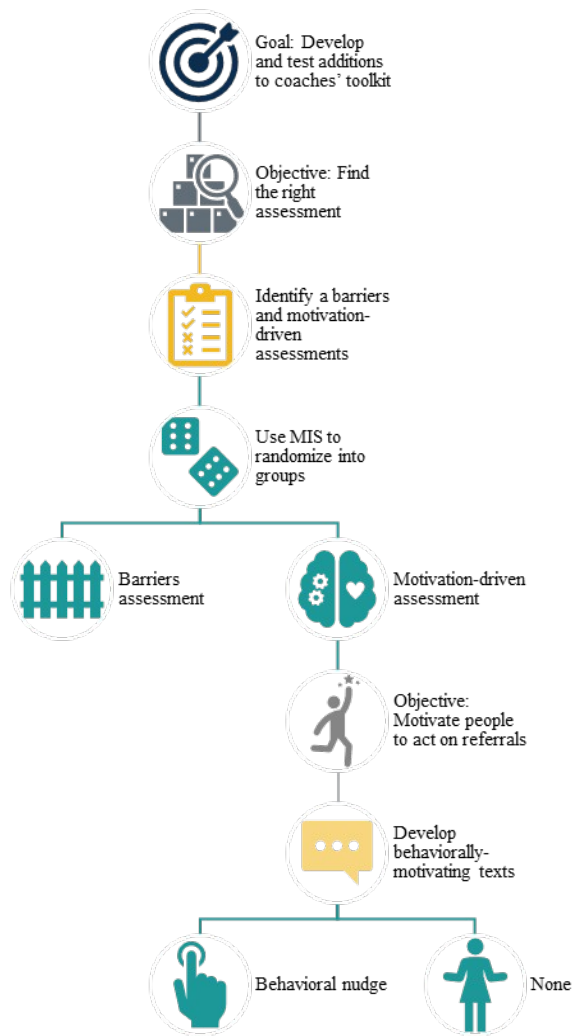 Goal: Develop
and test additions
to coaches’ toolkit
Objective: Find
the right
assessment
Identify a barriers
and motivation-
driven
assessments
Use MIS to
randomize into
groups
Barriers
assessment
Motivation-driven
assessment
Objective:
Motivate people
to act on referrals
Develop
behaviorally-
motivating texts
Behavioral nudge
None